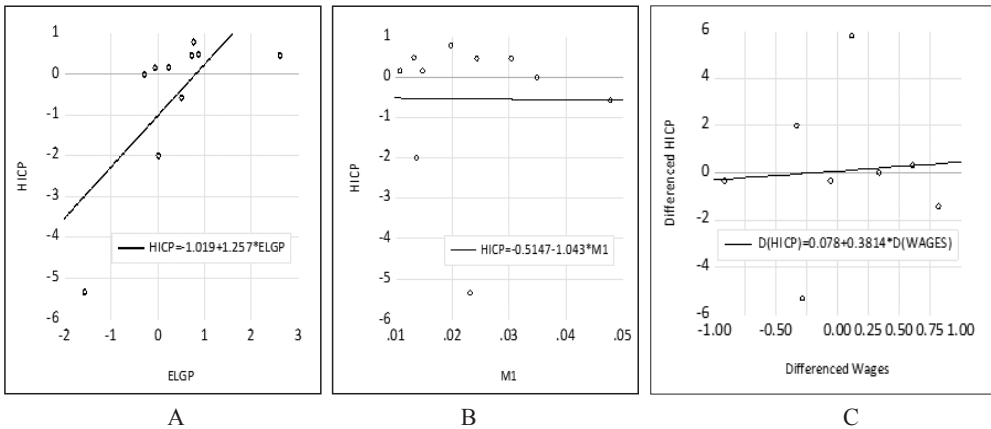 HICP
1
0
-1
-2
-3
-4
-5
-6
HICP=-1.019+1.257*ELGP
-2 -1 0 1 2 3
ELGP
A
HICP
1
0
-1
-2
-3
-4
-5
-6
HICP=-0.5147-1.043*M1
.01 .02 .03 .04 .05
M1
B
Differenced HICP
6
4
2
0
-2
-4
-6
D(HICP)=0.078+0.3814*D(WAGES)
-1.00 -0.50 0.00 0.25 0.50 0.75 1.00
Differenced Wages
C